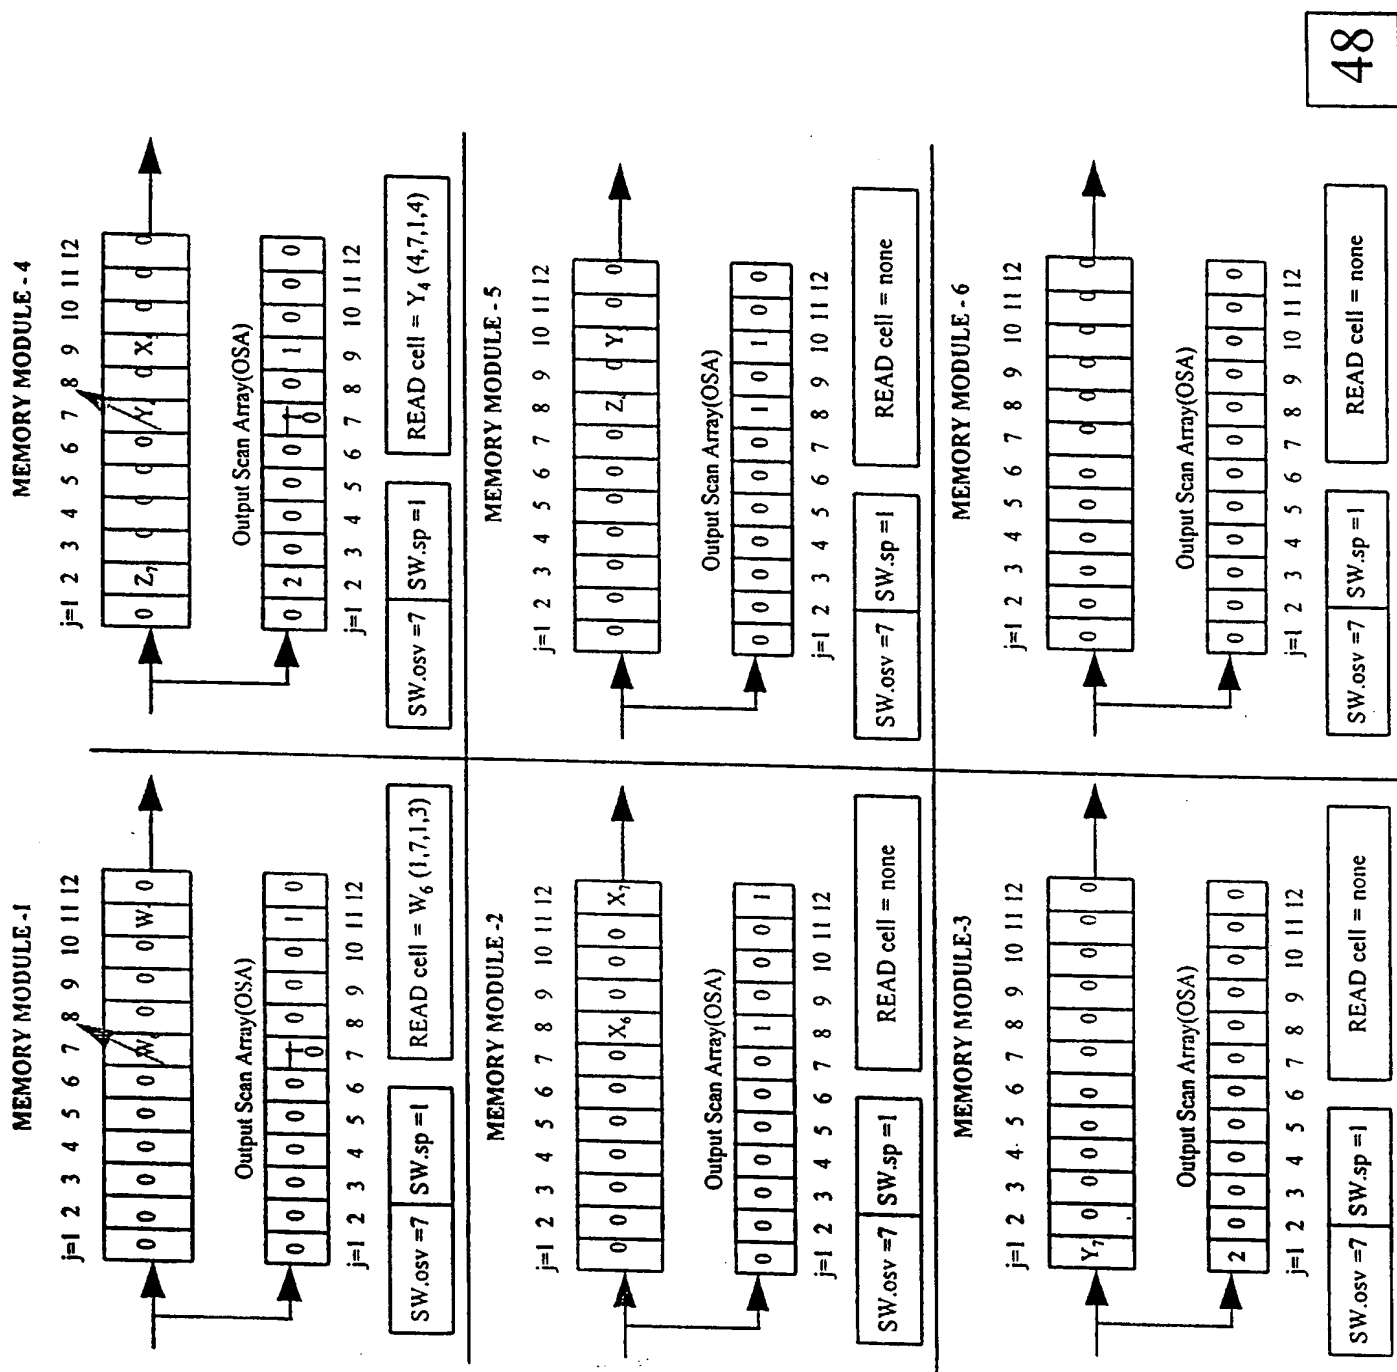 MEMORY MODULE -1
j=1 2 3 4 5 6 7 8 9 10 11 12
0 0 0 0 0 0 W 0 0 0 W 0
Output Scan Array(OSA)
0 0 0 0 0 0 1 0 0 0 1 0
0
j=1 2 3 4 5 6 7 8 9 10 11 12
SW.osv =7 SW.sp =1 READ cell = W₆ (1,7,1,3)
MEMORY MODULE - 4
j=1 2 3 4 5 6 7 8 9 10 11 12
0 Z₇ 0 0 0 0 Y 0 X 0 0 0
Output Scan Array(OSA)
0 2 0 0 0 0 1 0 1 0 0 0
0
j=1 2 3 4 5 6 7 8 9 10 11 12
SW.osv =7 SW.sp =1 READ cell = Y₄ (4,7,1,4)
MEMORY MODULE -2
j=1 2 3 4 5 6 7 8 9 10 11 12
0 0 0 0 0 0 0 X₆ 0 0 0 X₇
Output Scan Array(OSA)
0 0 0 0 0 0 0 1 0 0 0 1
j=1 2 3 4 5 6 7 8 9 10 11 12
SW.osv =7 SW.sp =1 READ cell = none
MEMORY MODULE - 5
j=1 2 3 4 5 6 7 8 9 10 11 12
0 0 0 0 0 0 0 Z 0 Y 0 0
Output Scan Array(OSA)
0 0 0 0 0 0 0 1 0 1 0 0
j=1 2 3 4 5 6 7 8 9 10 11 12
SW.osv =7 SW.sp =1 READ cell = none
MEMORY MODULE-3
j=1 2 3 4 5 6 7 8 9 10 11 12
Y₇ 0 0 0 0 0 0 0 0 0 0 0
Output Scan Array(OSA)
2 0 0 0 0 0 0 0 0 0 0 0
j=1 2 3 4 5 6 7 8 9 10 11 12
SW.osv =7 SW.sp =1 READ cell = none
MEMORY MODULE - 6
j=1 2 3 4 5 6 7 8 9 10 11 12
0 0 0 0 0 0 0 0 0 0 0 0
Output Scan Array(OSA)
0 0 0 0 0 0 0 0 0 0 0 0
j=1 2 3 4 5 6 7 8 9 10 11 12
SW.osv =7 SW.sp =1 READ cell = none
48